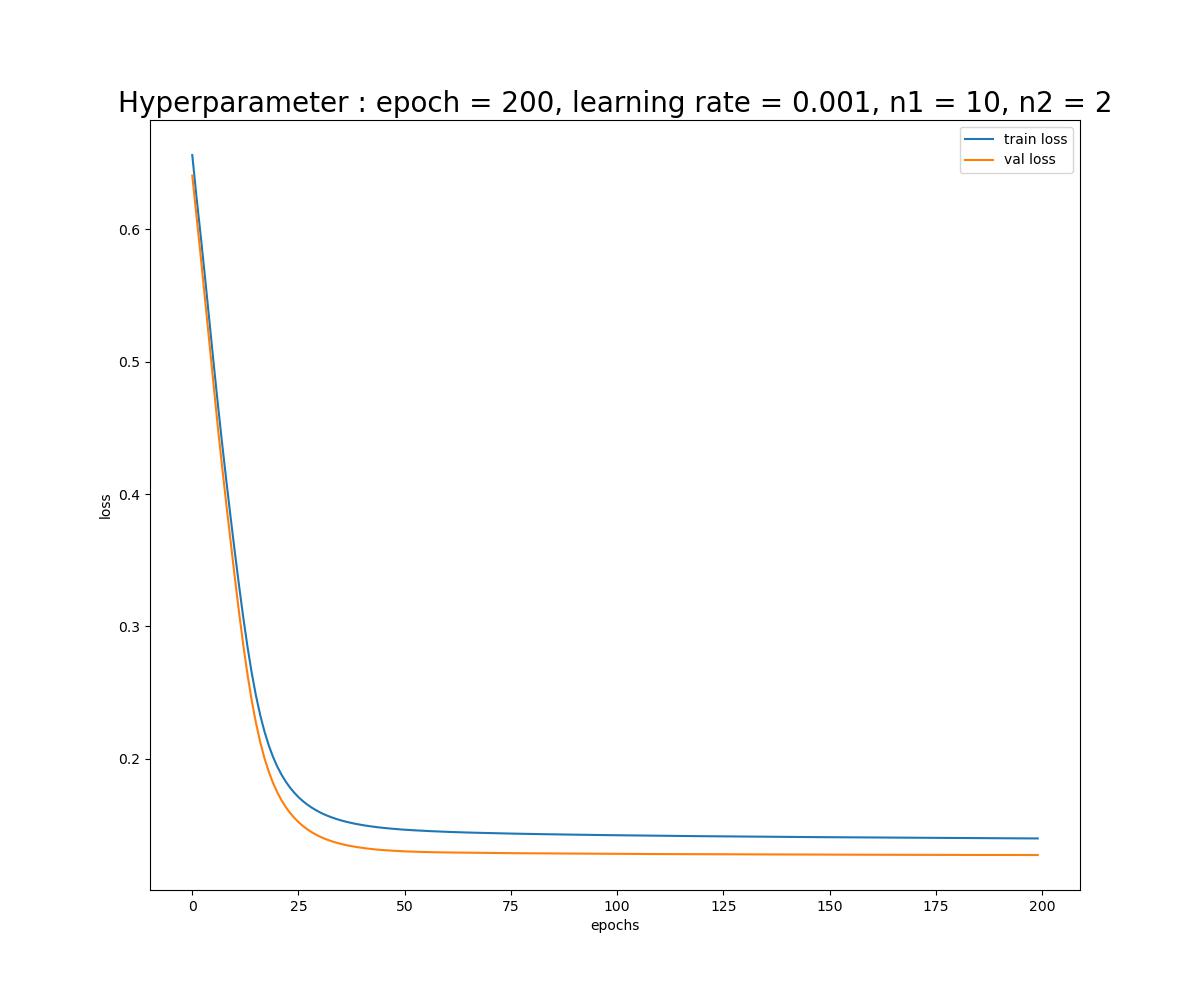 Hyperparameter : epoch = 200, learning rate = 0.001, n1 = 10, n2 = 2
train loss
val loss
0.6
0.5
0.4
0.3
0.2
loss
0 25 50 75 100 125 150 175 200
epochs